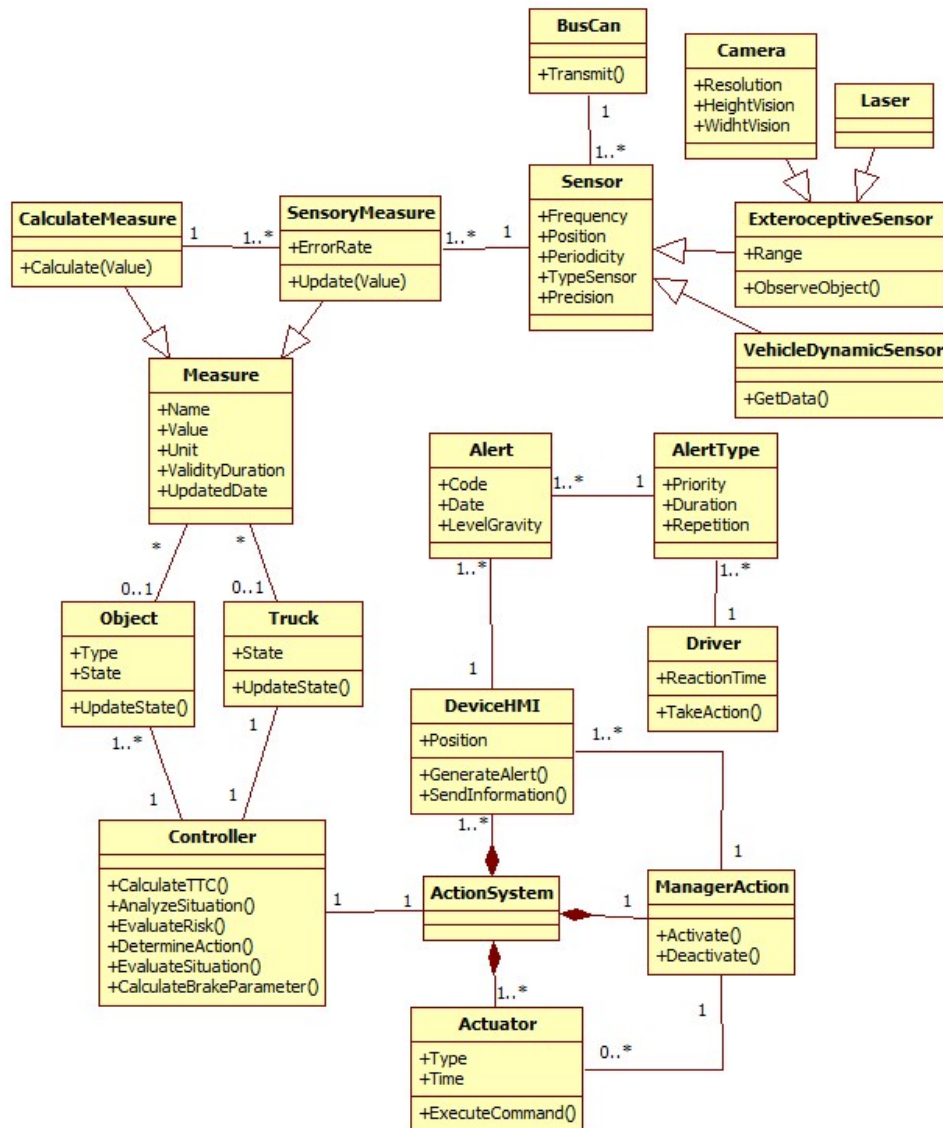 BusCan
+Transmit()
1
1..*
Camera
+Resolution
+HeightVision
+WidhtVision
Laser
CalculateMeasure
+Calculate(Value)
1
1..*
SensoryMeasure
+ErrorRate
+Update(Value)
1..*
1
Sensor
+Frequency
+Position
+Periodicity
+TypeSensor
+Precision
ExteroceptiveSensor
+Range
+ObserveObject()
VehicleDynamicSensor
+GetData()
Measure
+Name
+Value
+Unit
+ValidityDuration
+UpdatedDate
*
*
0..1
0..1
Alert
+Code
+Date
+LevelGravity
1..*
1
AlertType
+Priority
+Duration
+Repetition
1..*
1..*
1
Object
+Type
+State
+UpdateState()
Truck
+State
+UpdateState()
Driver
+ReactionTime
+TakeAction()
1
DeviceHMI
+Position
+GenerateAlert()
+SendInformation()
1..*
1
1..*
1
1
1
Controller
+CalculateTTC()
+AnalyzeSituation()
+EvaluateRisk()
+DetermineAction()
+EvaluateSituation()
+CalculateBrakeParameter()
1..*
1
1
ActionSystem
1
ManagerAction
+Activate()
+Deactivate()
1..*
1
0..*
Actuator
+Type
+Time
+ExecuteCommand()